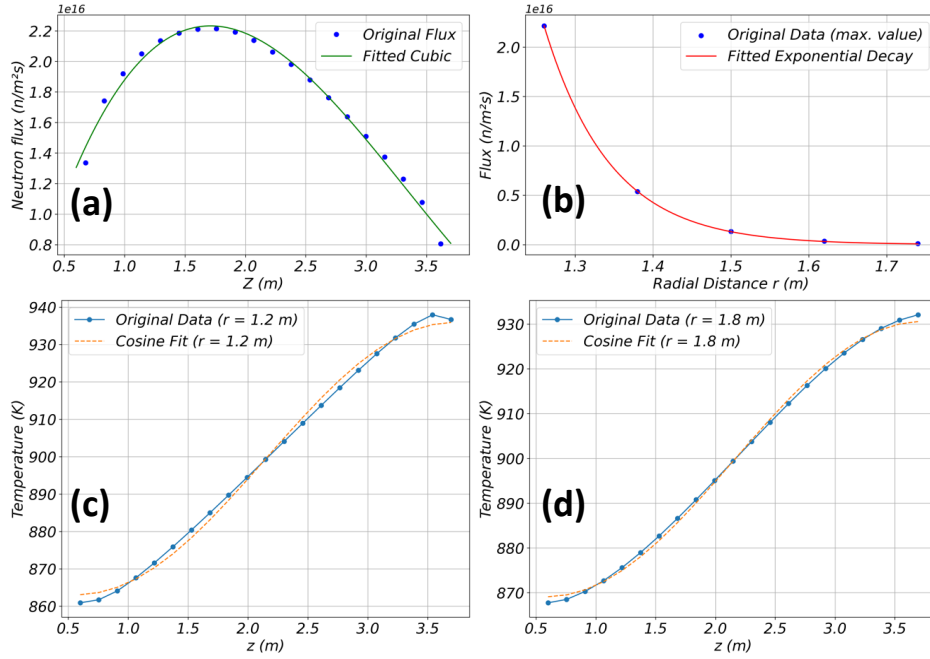 1e16
Original Flux
Fitted Cubic
Neutron flux (n/m²s)
2.2
2.0
1.8
1.6
1.4
1.2
1.0
0.8
(a)
0.5 1.0 1.5 2.0 2.5 3.0 3.5
Z (m)
1e16
Original Data (max. value)
Fitted Exponential Decay
Flux (n/m²s)
2.0
1.5
1.0
0.5
0.0
(b)
1.3 1.4 1.5 1.6 1.7
Radial Distance r (m)
Original Data (r = 1.2 m)
Cosine Fit (r = 1.2 m)
Temperature (K)
940
930
920
910
900
890
880
870
860
(c)
0.5 1.0 1.5 2.0 2.5 3.0 3.5
z (m)
Original Data (r = 1.8 m)
Cosine Fit (r = 1.8 m)
Temperature (K)
930
920
910
900
890
880
870
(d)
0.5 1.0 1.5 2.0 2.5 3.0 3.5
z (m)